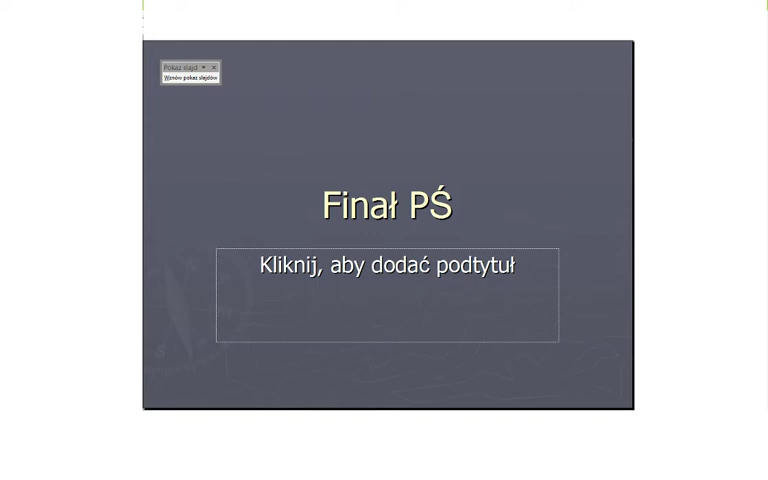 Pokaz slajd
Wznów pokaz slajdów
Finał PŚ
Kliknij, aby dodać podtytuł